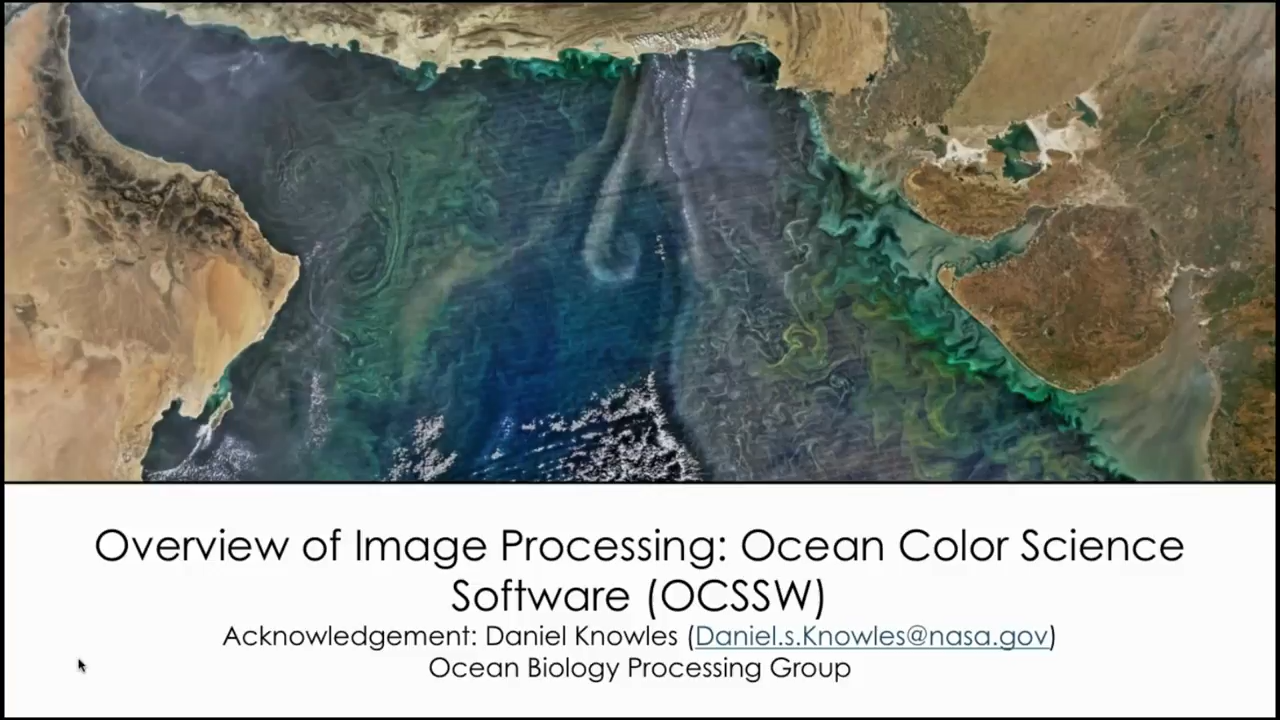 Overview of Image Processing: Ocean Color Science
Software (OCSSW)
Acknowledgement: Daniel Knowles (Daniel.s.Knowles@nasa.gov)
Ocean Biology Processing Group